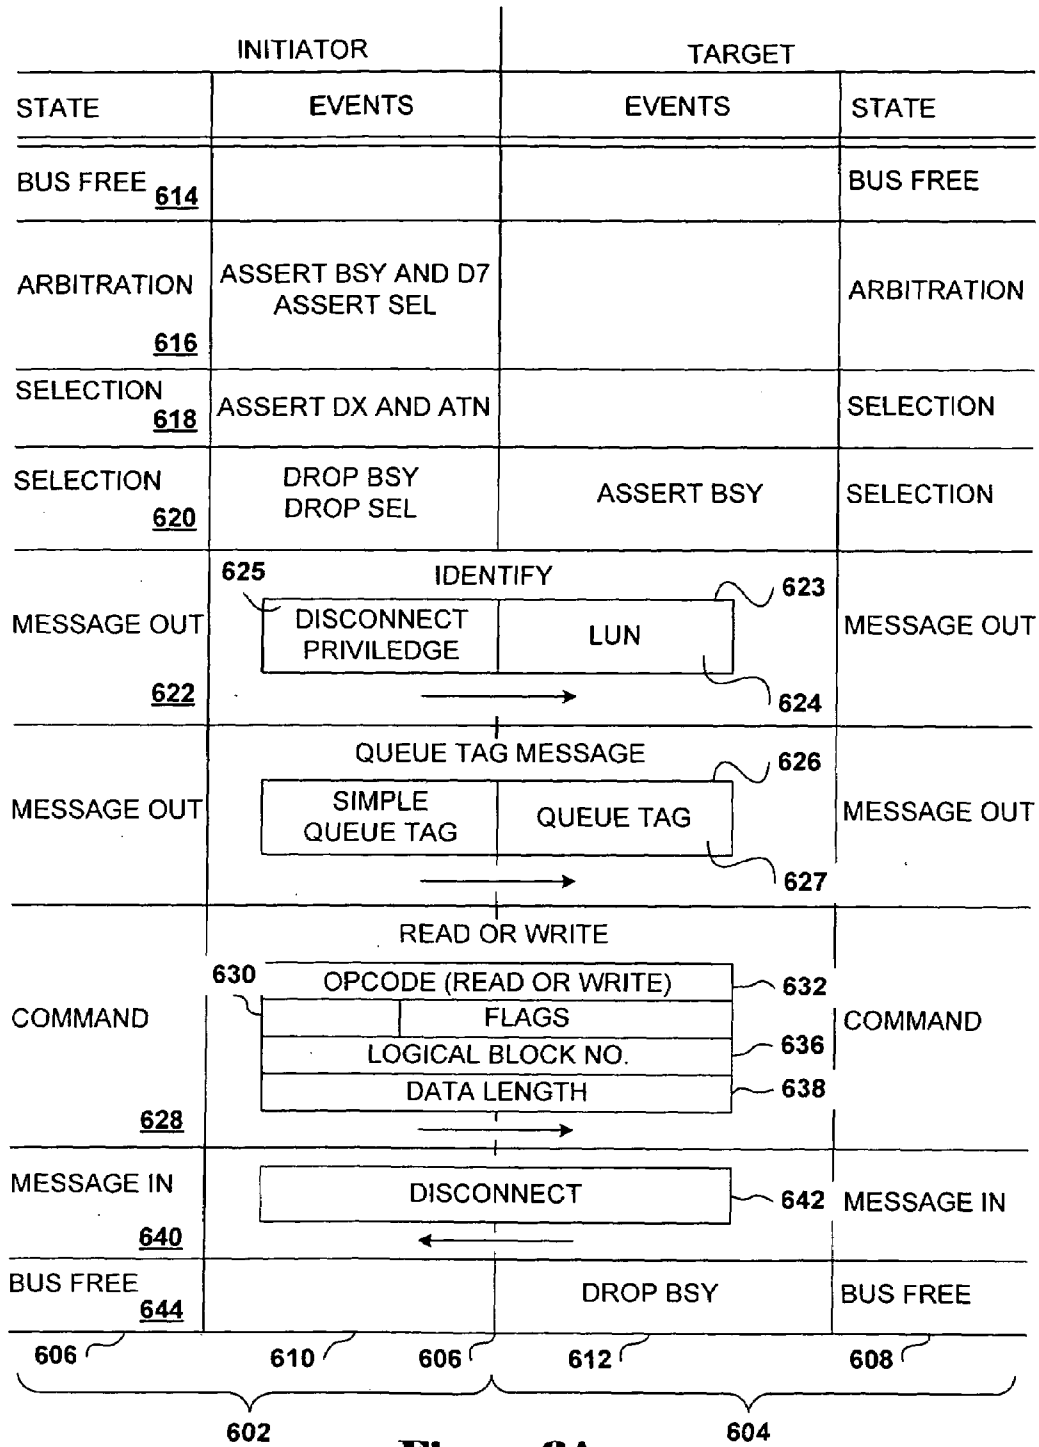 INITIATOR
TARGET
STATE
EVENTS
EVENTS
STATE
BUS FREE
614
BUS FREE
ARBITRATION
616
ASSERT BSY AND D7
ASSERT SEL
ARBITRATION
SELECTION
618
ASSERT DX AND ATN
SELECTION
SELECTION
620
DROP BSY
DROP SEL
ASSERT BSY
SELECTION
625
IDENTIFY
623
MESSAGE OUT
622
DISCONNECT
PRIVILEDGE
LUN
624
MESSAGE OUT
QUEUE TAG MESSAGE
626
MESSAGE OUT
SIMPLE
QUEUE TAG
QUEUE TAG
627
MESSAGE OUT
READ OR WRITE
630
OPCODE (READ OR WRITE)
632
COMMAND
628
FLAGS
COMMAND
LOGICAL BLOCK NO.
636
DATA LENGTH
638
MESSAGE IN
640
DISCONNECT
642
MESSAGE IN
BUS FREE
644
DROP BSY
BUS FREE
606
610
606
612
608
602
604